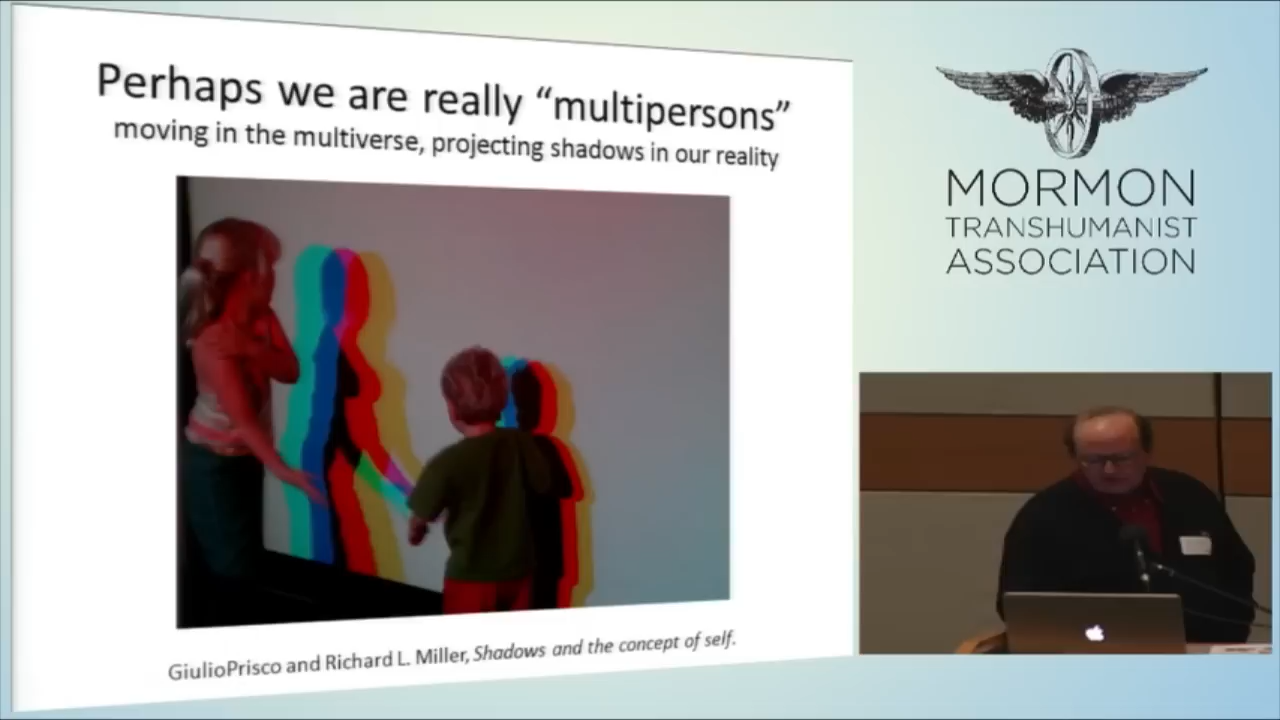 Perhaps we are really “multipersons”
moving in the multiverse, projecting shadows in our reality
GiulioPrisco and Richard L. Miller, Shadows and the concept of self.
MORMON
TRANSHUMANIST
ASSOCIATION